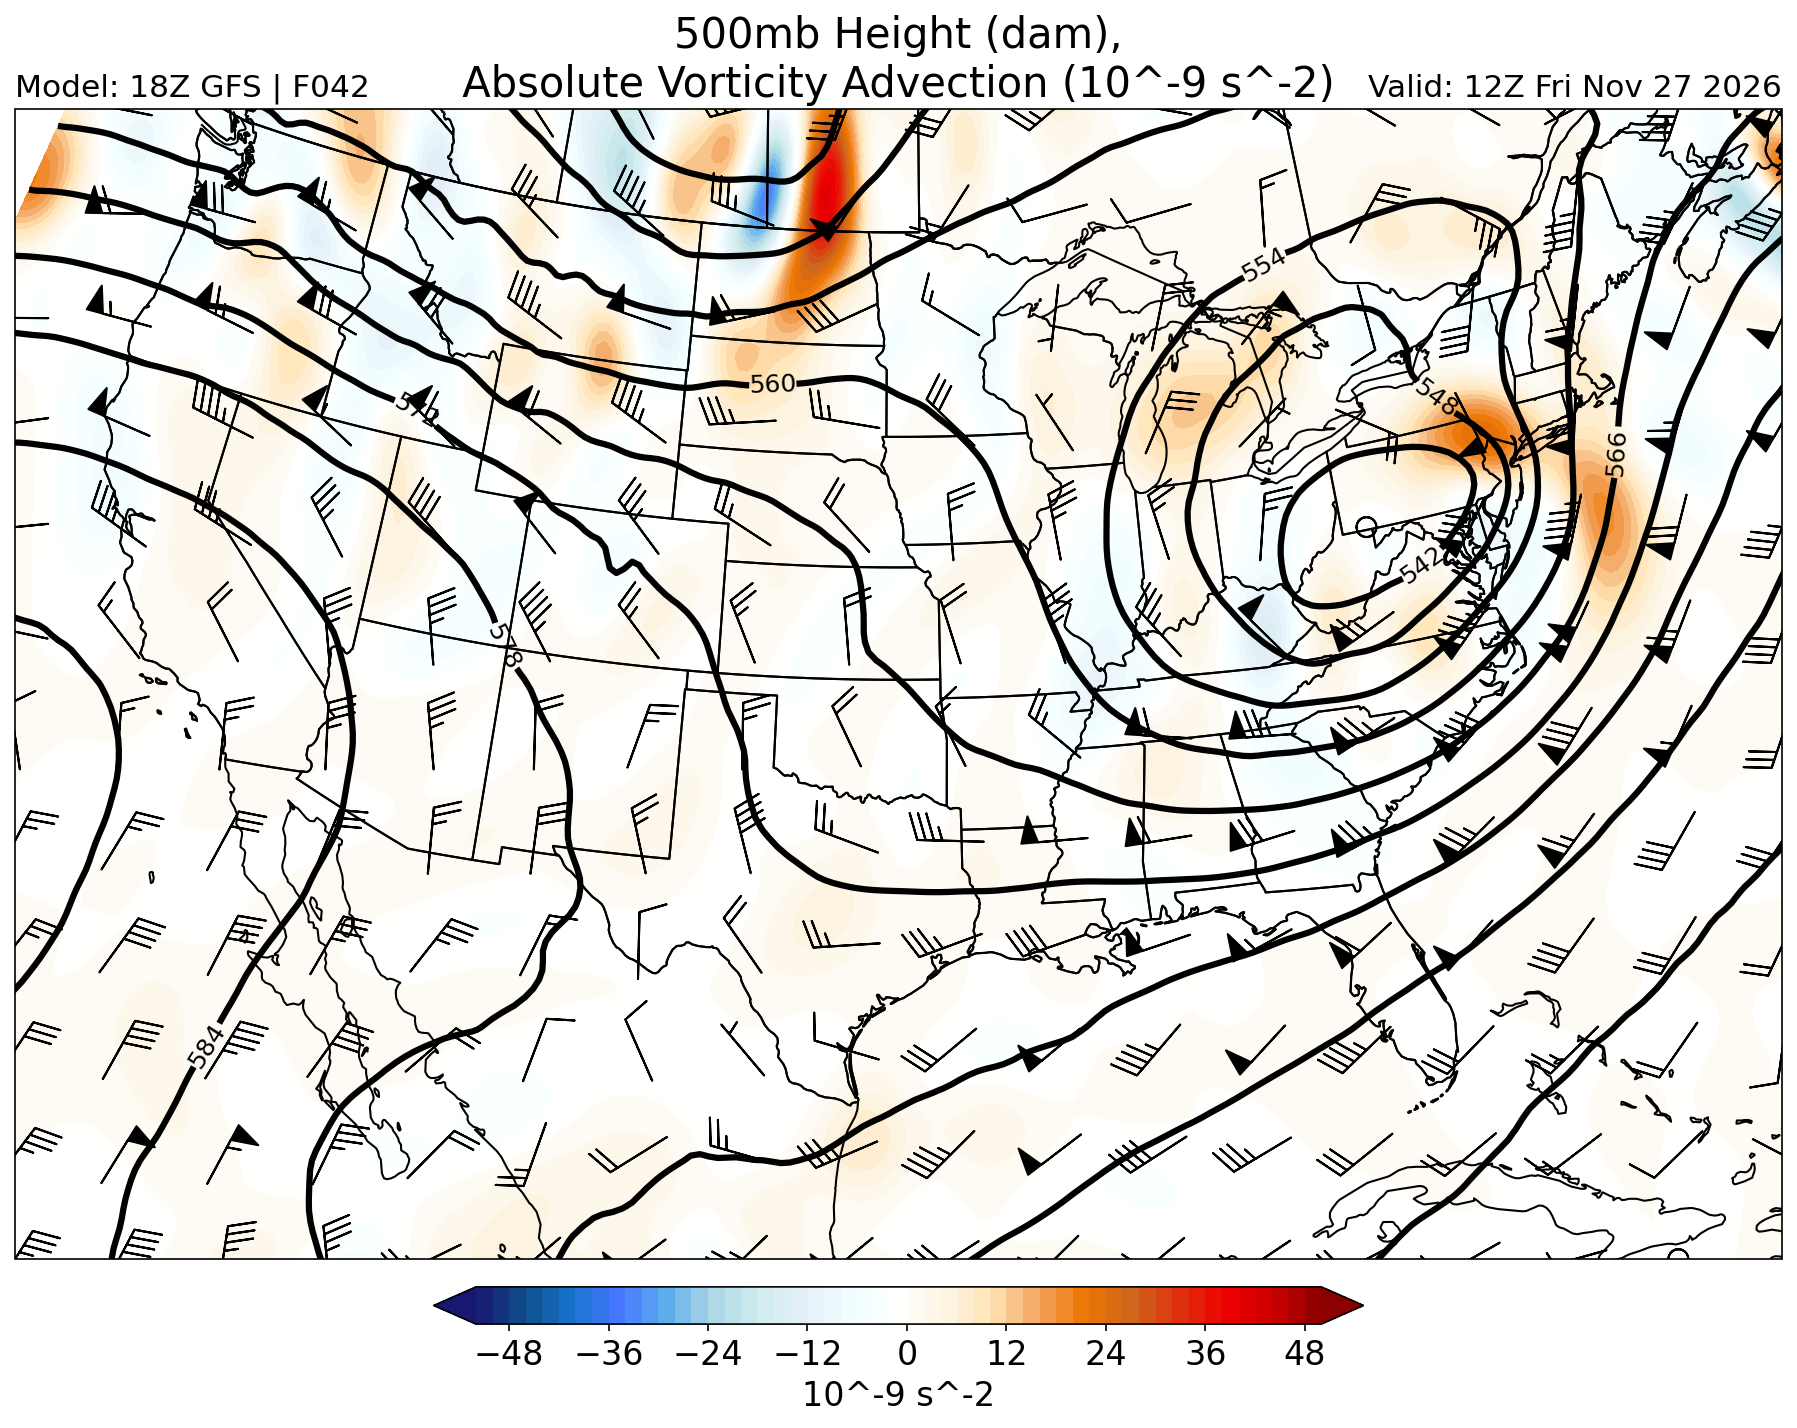 500mb Height (dam),
Model: 18Z GFS | F042
Absolute Vorticity Advection (10^-9 s^-2)
Valid: 12Z Fri Nov 27 2026
554
560
548
566
542
578
584
−48 −36 −24 −12 0 12 24 36 48
10^-9 s^-2